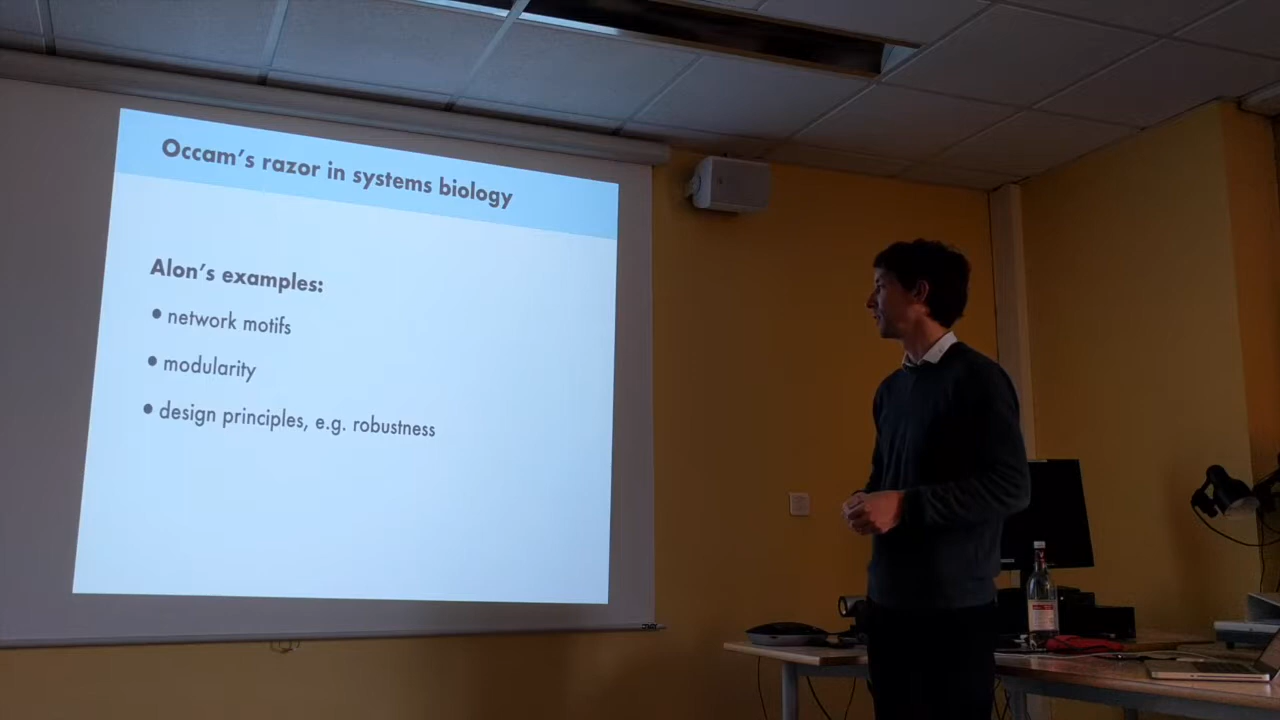 Occam's razor in systems biology
Alon's examples:
• network motifs
• modularity
• design principles, e.g. robustness